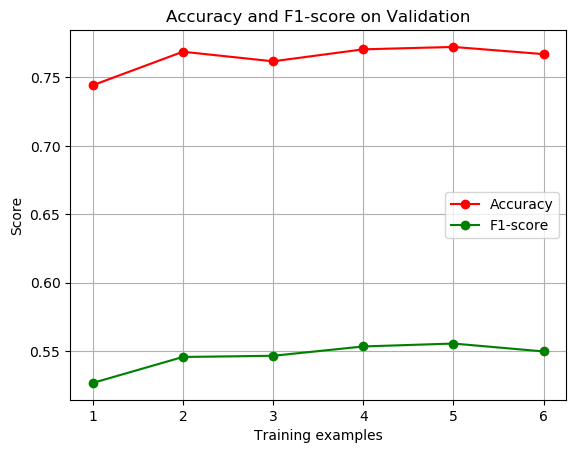 Accuracy and F1-score on Validation
Score
0.75
0.70
0.65
0.60
0.55
Accuracy
F1-score
1 2 3 4 5 6
Training examples